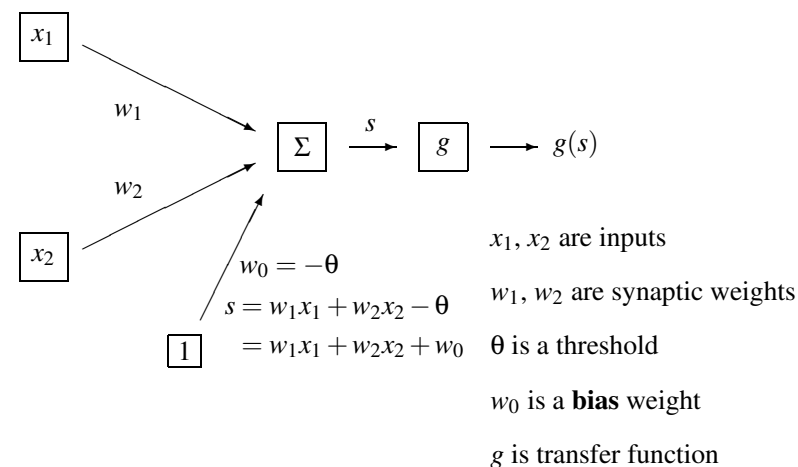 x₁
w₁
Σ
s
g
g(s)
w₂
x₂
w₀ = −θ
s = w₁x₁ + w₂x₂ − θ
= w₁x₁ + w₂x₂ + w₀
1
x₁, x₂ are inputs
w₁, w₂ are synaptic weights
θ is a threshold
w₀ is a bias weight
g is transfer function